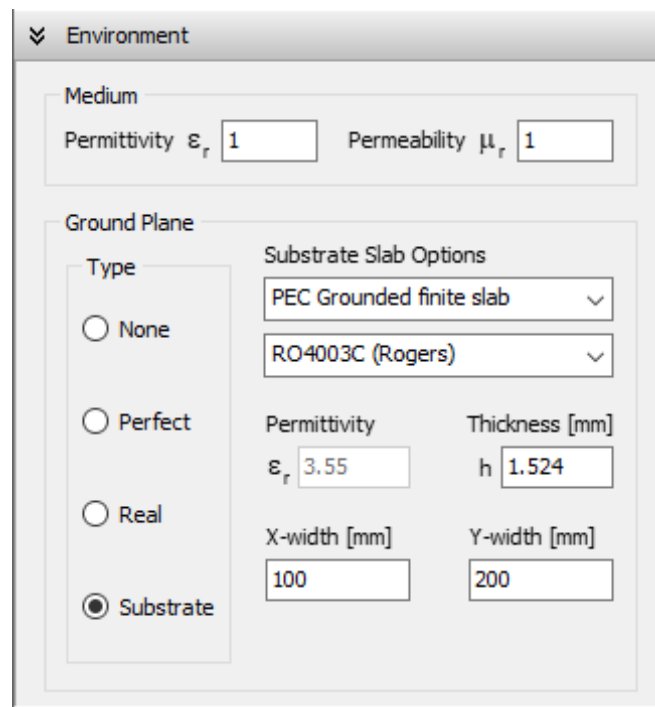 Environment
Medium
Permittivity εr 1 Permeability μr 1
Ground Plane
Type
None
Perfect
Real
Substrate
Substrate Slab Options
PEC Grounded finite slab
RO4003C (Rogers)
Permittivity Thickness [mm]
εr 3.55 h 1.524
X-width [mm] Y-width [mm]
100 200